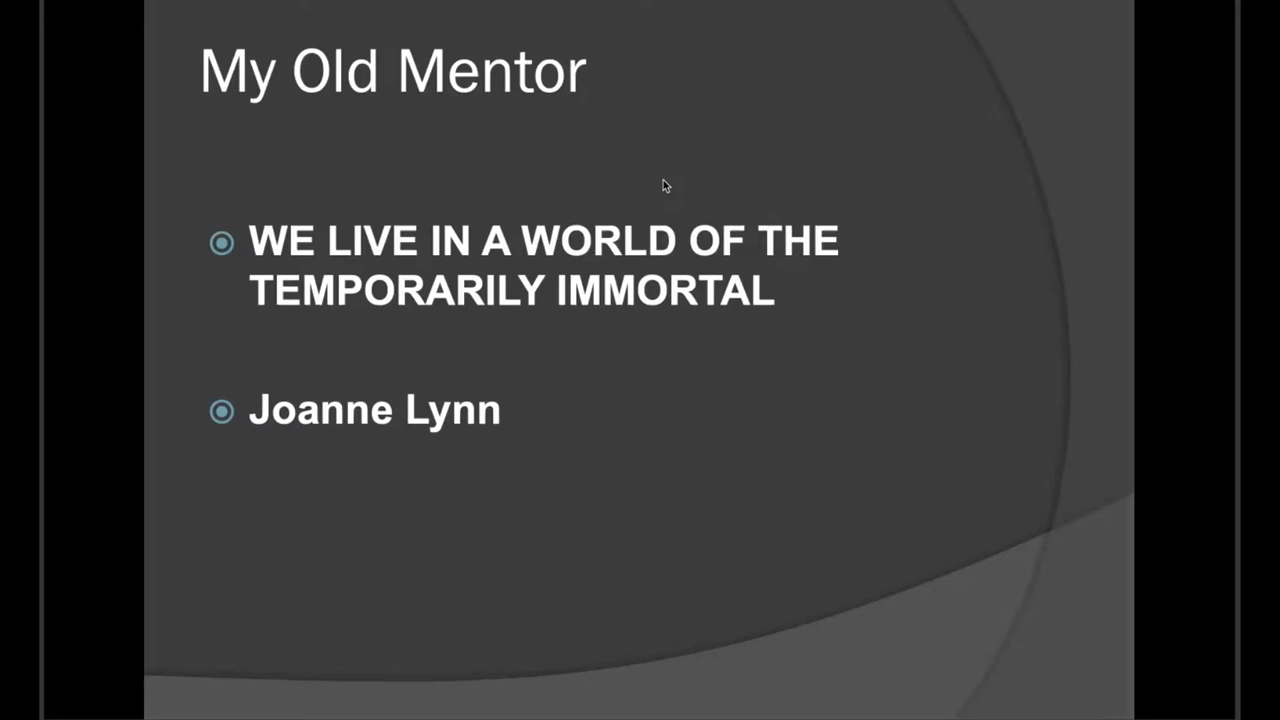 My Old Mentor
WE LIVE IN A WORLD OF THE
TEMPORARILY IMMORTAL
Joanne Lynn